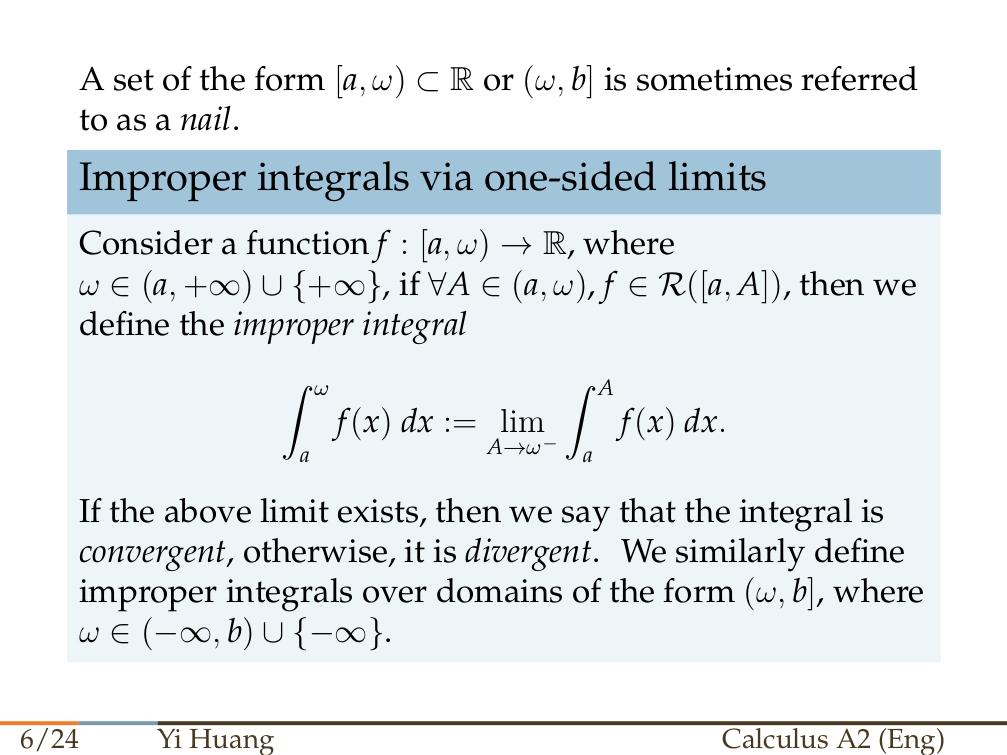 A set of the form [a, ω) ⊂ ℝ or (ω, b] is sometimes referred
to as a nail.
Improper integrals via one-sided limits
Consider a function f : [a, ω) → ℝ, where
ω ∈ (a, +∞) ∪ {+∞}, if ∀A ∈ (a, ω), f ∈ ℛ([a, A]), then we
define the improper integral
∫_a^ω f(x) dx := lim_{A→ω⁻} ∫_a^A f(x) dx.
If the above limit exists, then we say that the integral is
convergent, otherwise, it is divergent. We similarly define
improper integrals over domains of the form (ω, b], where
ω ∈ (−∞, b) ∪ {−∞}.
6/24 Yi Huang Calculus A2 (Eng)